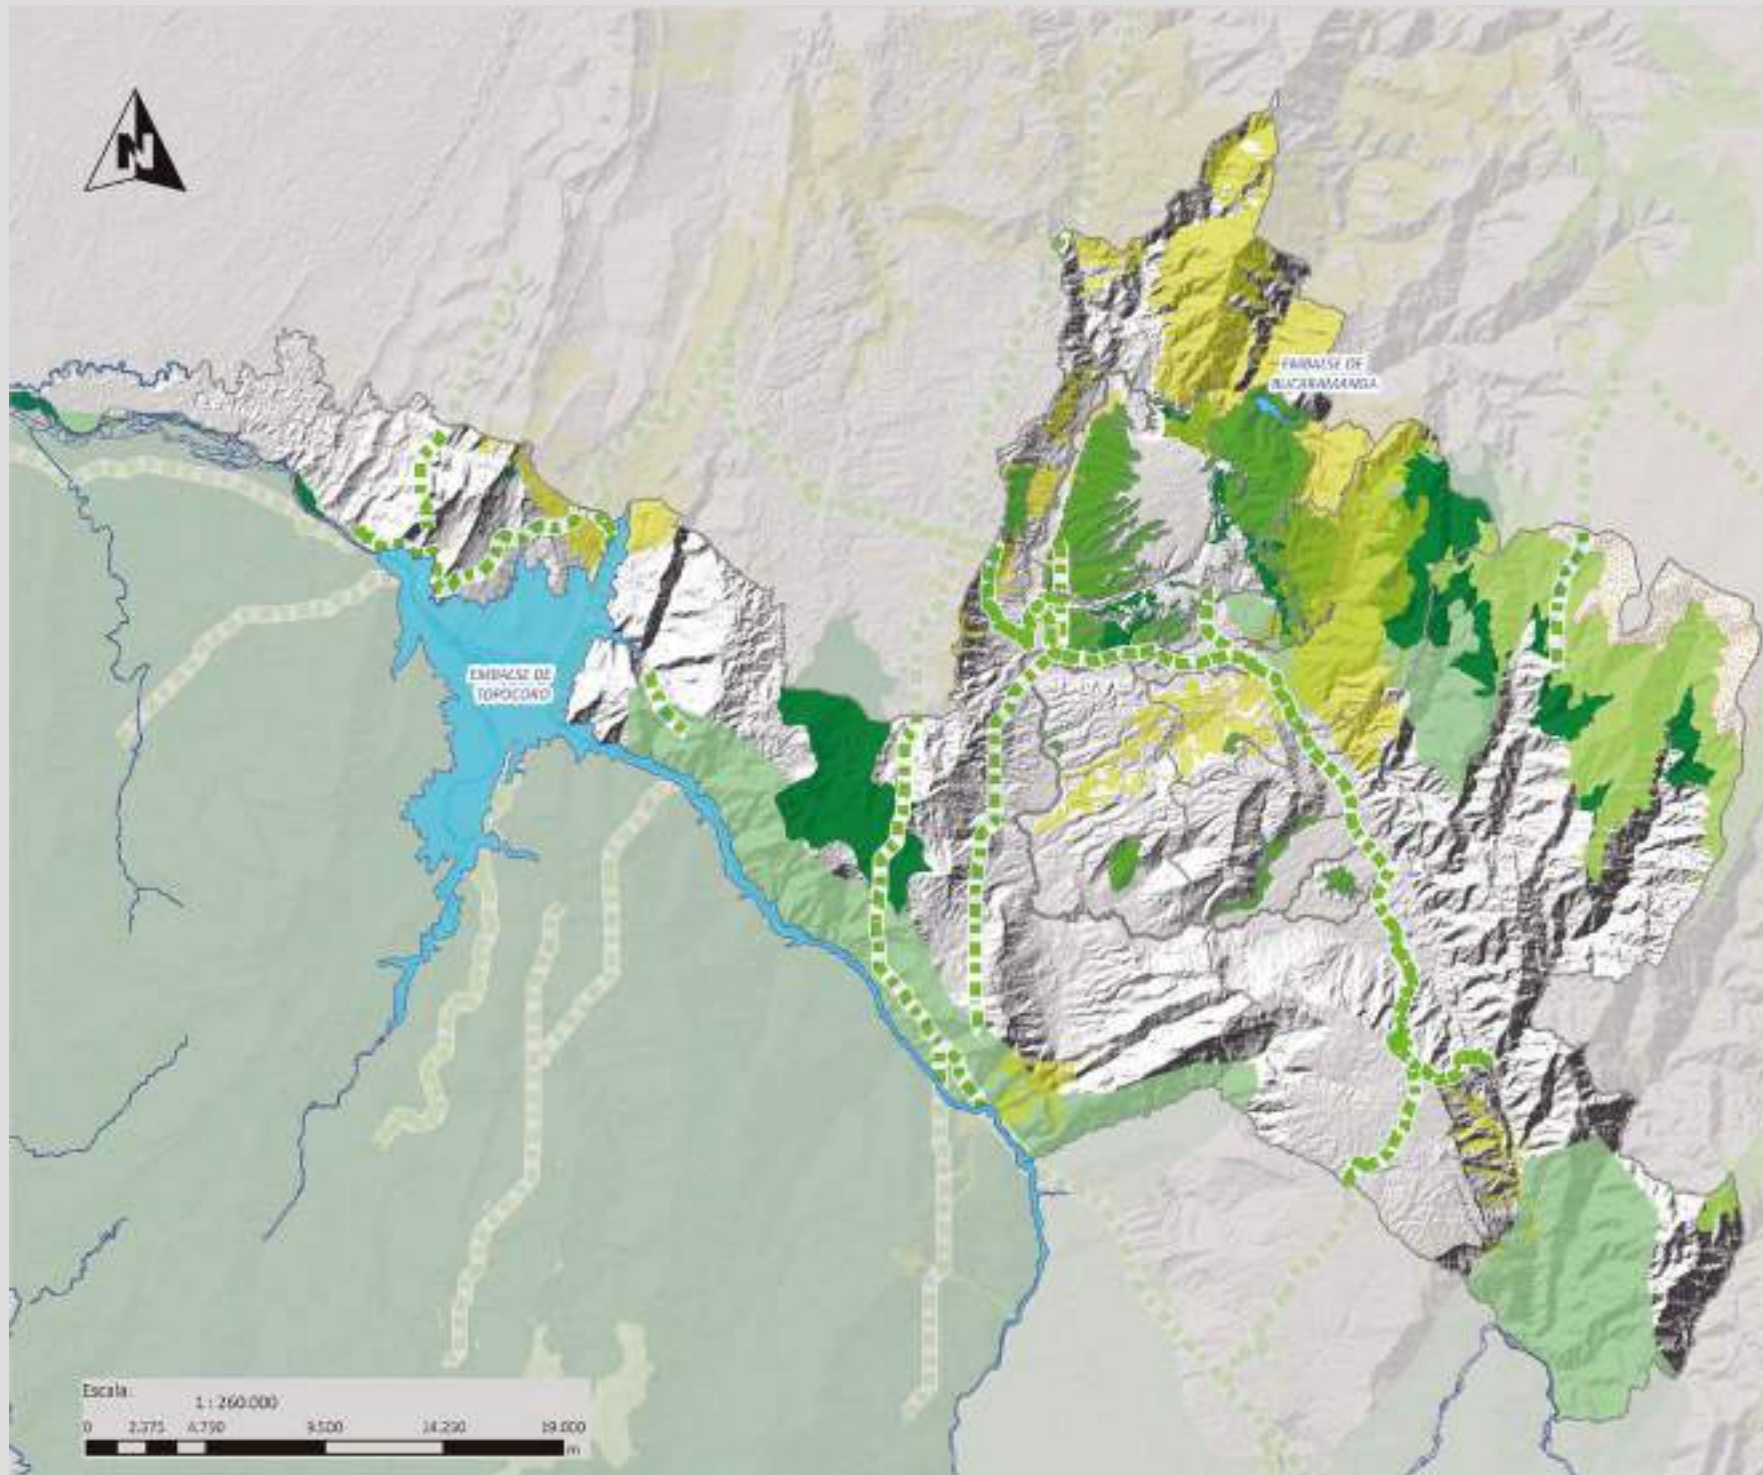 N
EMBALSE DE
BUCARAMANGA
EMBALSE DE
TOPOCORO
Escala:
1 : 260.000
0 2.375 4.750 9.500 14.250 19.000
m